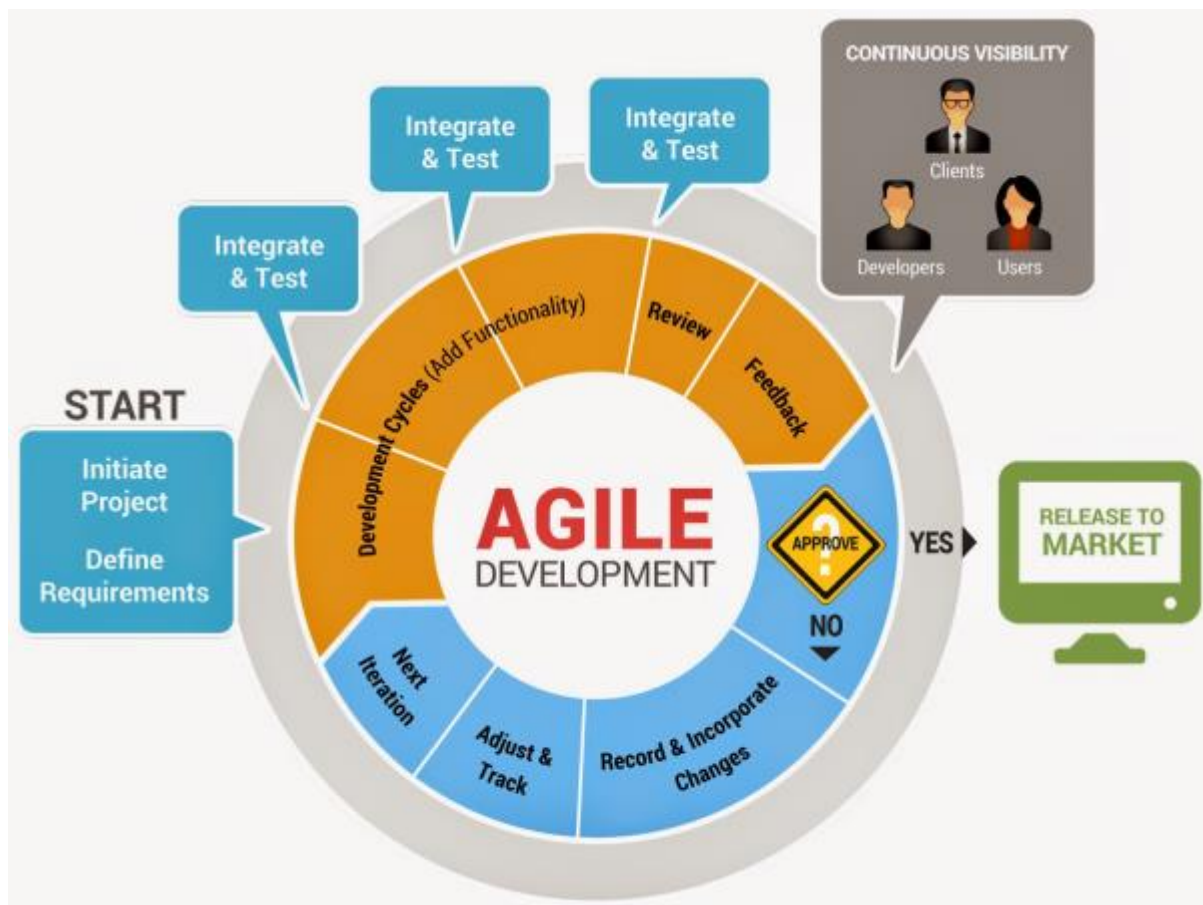 START
Initiate
Project
Define
Requirements
Integrate
& Test
Integrate
& Test
Integrate
& Test
CONTINUOUS VISIBILITY
Clients
Developers
Users
Development Cycles (Add Functionality)
Review
Feedback
?
APPROVE
YES
NO
RELEASE TO
MARKET
Record & Incorporate
Changes
Adjust &
Track
Next
Iteration
AGILE
DEVELOPMENT